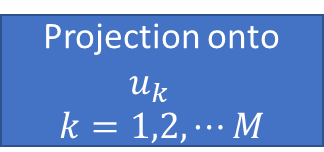 Projection onto
u_k
k = 1,2,⋯ M